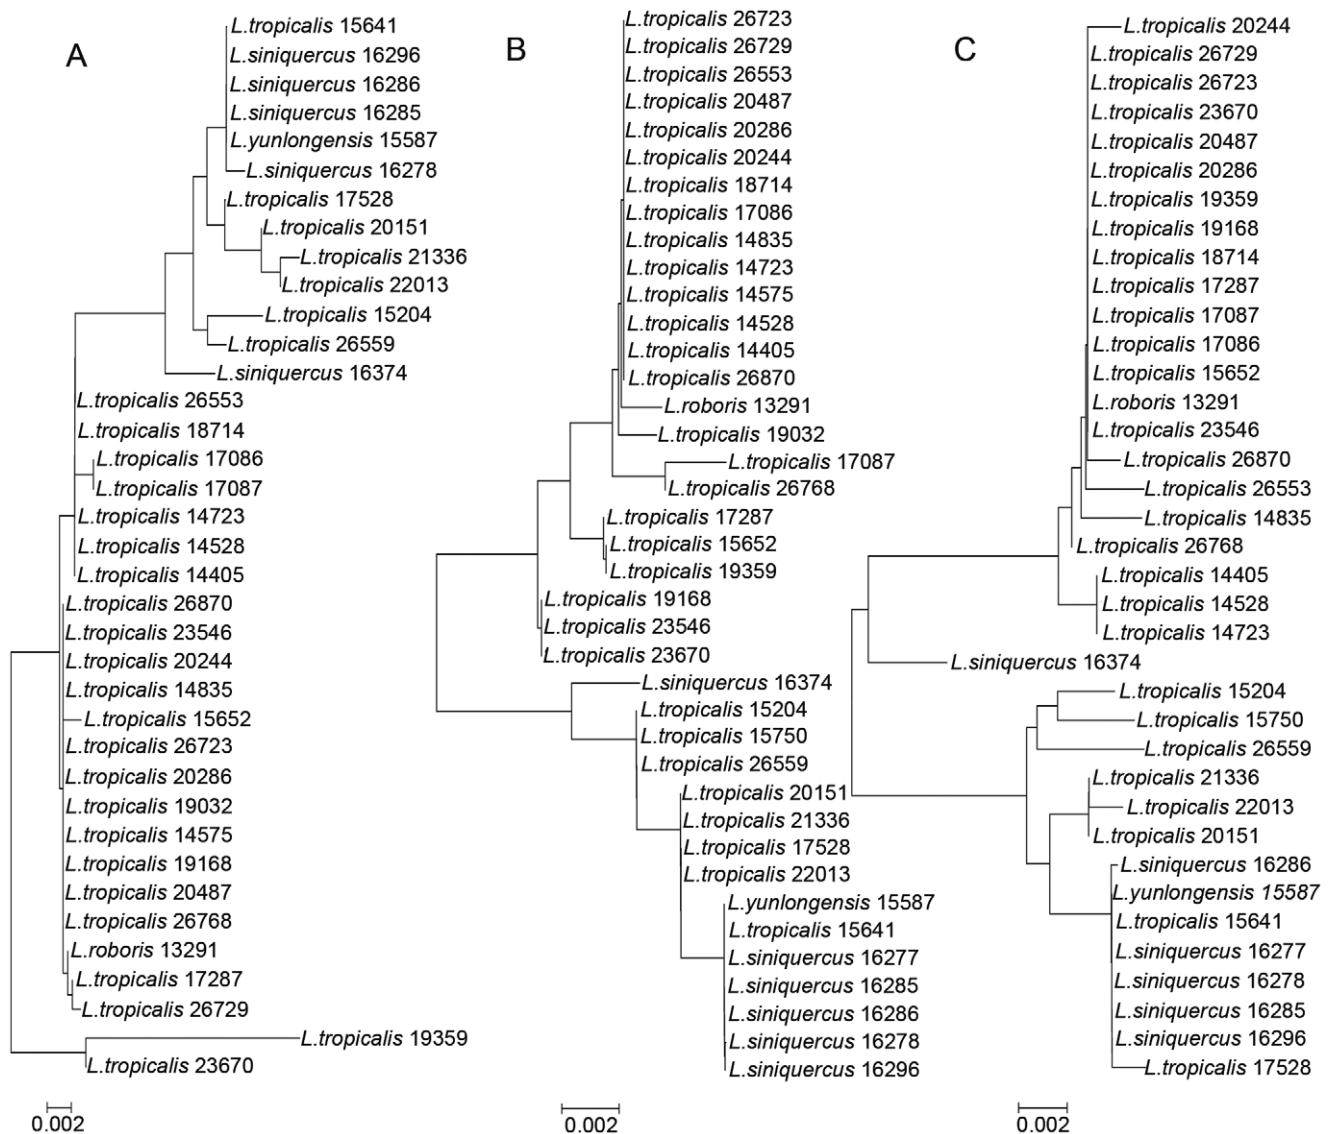 A
L.tropicalis 15641
L.siniquercus 16296
L.siniquercus 16286
L.siniquercus 16285
L.yunlongensis 15587
L.siniquercus 16278
L.tropicalis 17528
L.tropicalis 20151
L.tropicalis 21336
L.tropicalis 22013
L.tropicalis 15204
L.tropicalis 26559
L.siniquercus 16374
L.tropicalis 26553
L.tropicalis 18714
L.tropicalis 17086
L.tropicalis 17087
L.tropicalis 14723
L.tropicalis 14528
L.tropicalis 14405
L.tropicalis 26870
L.tropicalis 23546
L.tropicalis 20244
L.tropicalis 14835
L.tropicalis 15652
L.tropicalis 26723
L.tropicalis 20286
L.tropicalis 19032
L.tropicalis 14575
L.tropicalis 19168
L.tropicalis 20487
L.tropicalis 26768
L.roboris 13291
L.tropicalis 17287
L.tropicalis 26729
L.tropicalis 19359
L.tropicalis 23670
0.002
B
L.tropicalis 26723
L.tropicalis 26729
L.tropicalis 26553
L.tropicalis 20487
L.tropicalis 20286
L.tropicalis 20244
L.tropicalis 18714
L.tropicalis 17086
L.tropicalis 14835
L.tropicalis 14723
L.tropicalis 14575
L.tropicalis 14528
L.tropicalis 14405
L.tropicalis 26870
L.roboris 13291
L.tropicalis 19032
L.tropicalis 17087
L.tropicalis 26768
L.tropicalis 17287
L.tropicalis 15652
L.tropicalis 19359
L.tropicalis 19168
L.tropicalis 23546
L.tropicalis 23670
L.siniquercus 16374
L.tropicalis 15204
L.tropicalis 15750
L.tropicalis 26559
L.tropicalis 20151
L.tropicalis 21336
L.tropicalis 17528
L.tropicalis 22013
L.yunlongensis 15587
L.tropicalis 15641
L.siniquercus 16277
L.siniquercus 16285
L.siniquercus 16286
L.siniquercus 16278
L.siniquercus 16296
0.002
C
L.tropicalis 20244
L.tropicalis 26729
L.tropicalis 26723
L.tropicalis 23670
L.tropicalis 20487
L.tropicalis 20286
L.tropicalis 19359
L.tropicalis 19168
L.tropicalis 18714
L.tropicalis 17287
L.tropicalis 17087
L.tropicalis 17086
L.tropicalis 15652
L.roboris 13291
L.tropicalis 23546
L.tropicalis 26870
L.tropicalis 26553
L.tropicalis 14835
L.tropicalis 26768
L.tropicalis 14405
L.tropicalis 14528
L.tropicalis 14723
L.siniquercus 16374
L.tropicalis 15204
L.tropicalis 15750
L.tropicalis 26559
L.tropicalis 21336
L.tropicalis 22013
L.tropicalis 20151
L.siniquercus 16286
L.yunlongensis 15587
L.tropicalis 15641
L.siniquercus 16277
L.siniquercus 16278
L.siniquercus 16285
L.siniquercus 16296
L.tropicalis 17528
0.002